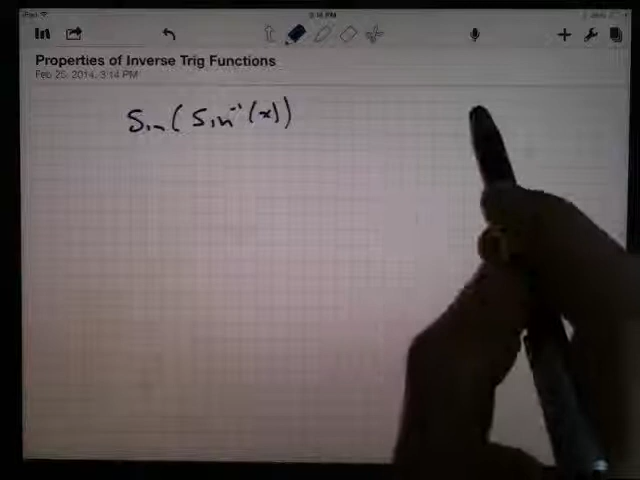 Properties of Inverse Trig Functions
Feb 25, 2014, 3:14 PM
Sin(Sin⁻¹(x))